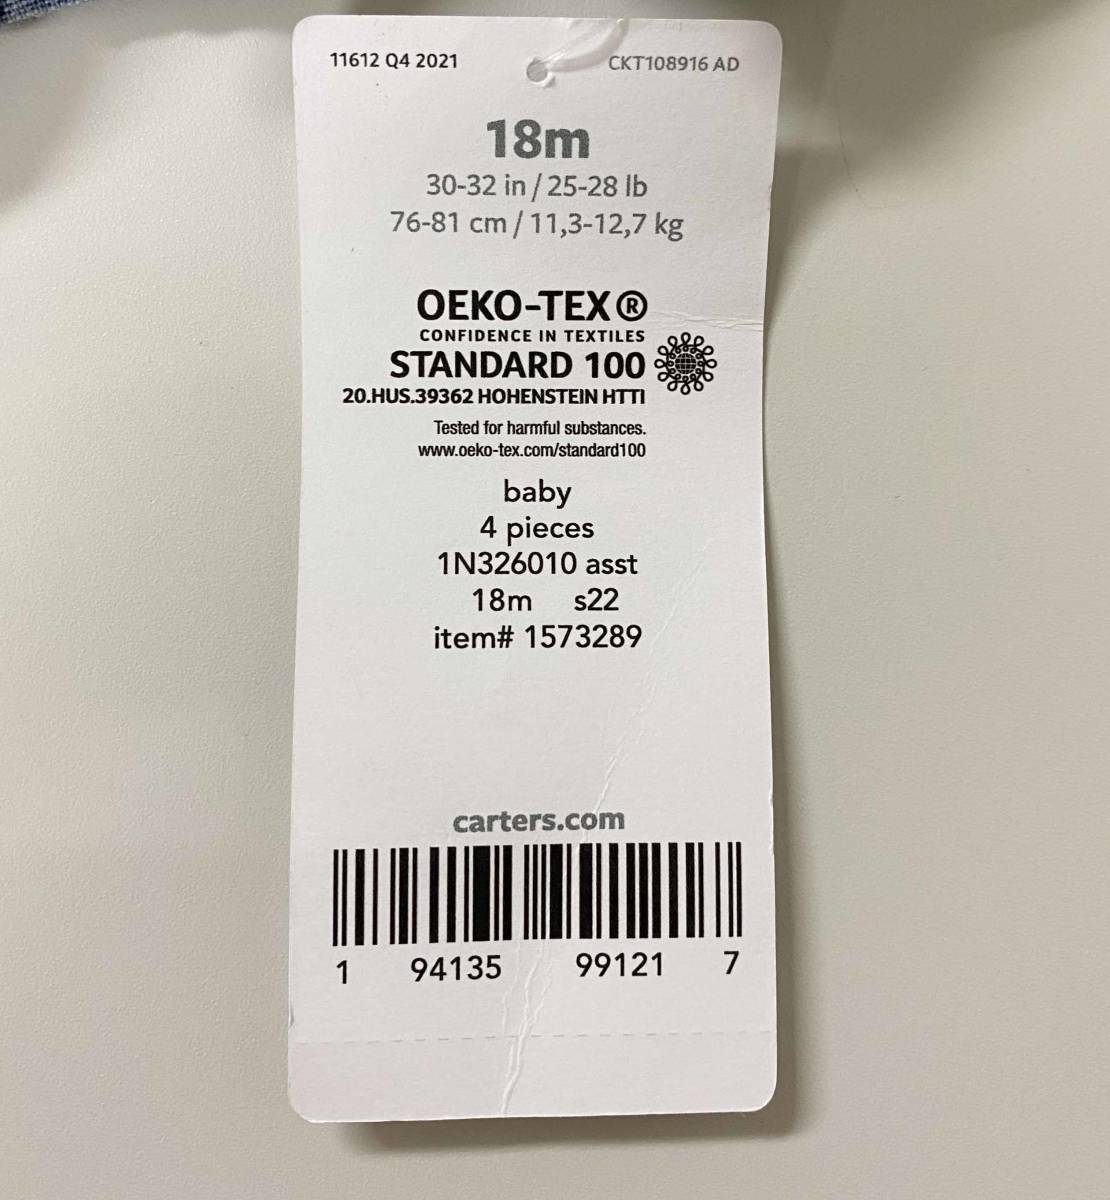 11612 Q4 2021 CKT108916 AD
18m
30-32 in / 25-28 lb
76-81 cm / 11,3-12,7 kg
OEKO-TEX®
CONFIDENCE IN TEXTILES
STANDARD 100
20.HUS.39362 HOHENSTEIN HTTI
Tested for harmful substances.
www.oeko-tex.com/standard100
baby
4 pieces
1N326010 asst
18m s22
item# 1573289
carters.com
1 94135 99121 7